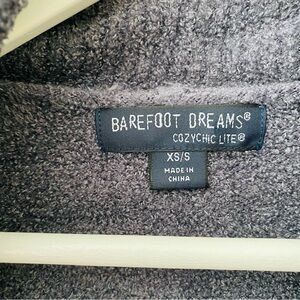 BAREFOOT DREAMS®
COZYCHIC LITE®
XS/S
MADE IN
CHINA